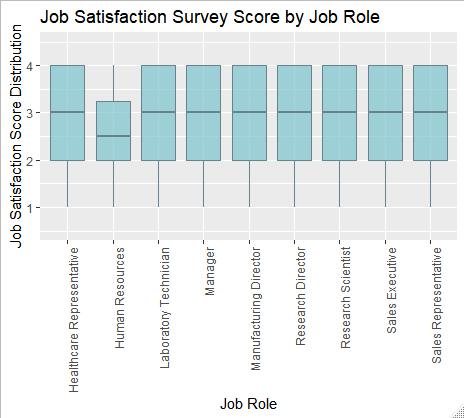 Job Satisfaction Survey Score by Job Role
Job Satisfaction Score Distribution
4
3
2
1
Healthcare Representative
Human Resources
Laboratory Technician
Manager
Manufacturing Director
Research Director
Research Scientist
Sales Executive
Sales Representative
Job Role